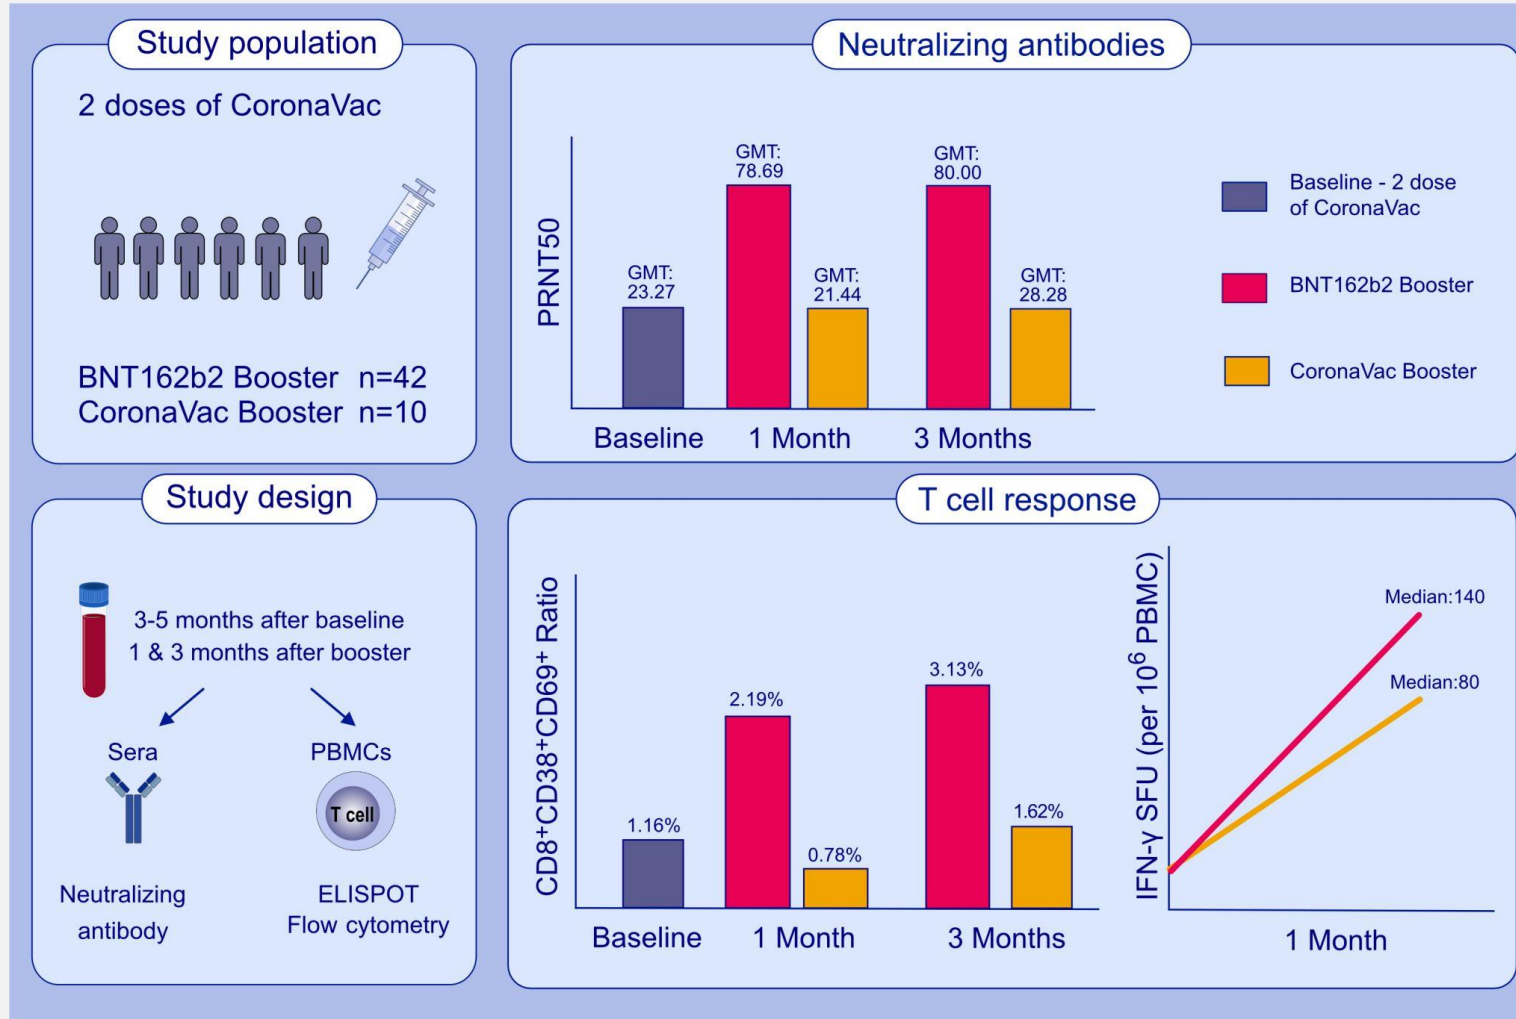 Study population
2 doses of CoronaVac
BNT162b2 Booster n=42
CoronaVac Booster n=10
Neutralizing antibodies
PRNT50
GMT:
23.27
GMT:
78.69
GMT:
21.44
GMT:
80.00
GMT:
28.28
Baseline
1 Month
3 Months
Baseline - 2 dose
of CoronaVac
BNT162b2 Booster
CoronaVac Booster
Study design
3-5 months after baseline
1 & 3 months after booster
Sera
PBMCs
T cell
Neutralizing
antibody
ELISPOT
Flow cytometry
T cell response
CD8⁺CD38⁺CD69⁺ Ratio
1.16%
2.19%
0.78%
3.13%
1.62%
Baseline
1 Month
3 Months
IFN-γ SFU (per 10⁶ PBMC)
Median:140
Median:80
1 Month